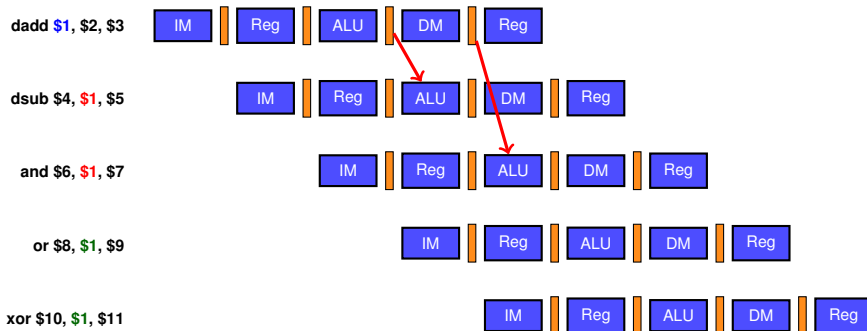 dadd $1, $2, $3 IM Reg ALU DM Reg
dsub $4, $1, $5 IM Reg ALU DM Reg
and $6, $1, $7 IM Reg ALU DM Reg
or $8, $1, $9 IM Reg ALU DM Reg
xor $10, $1, $11 IM Reg ALU DM Reg